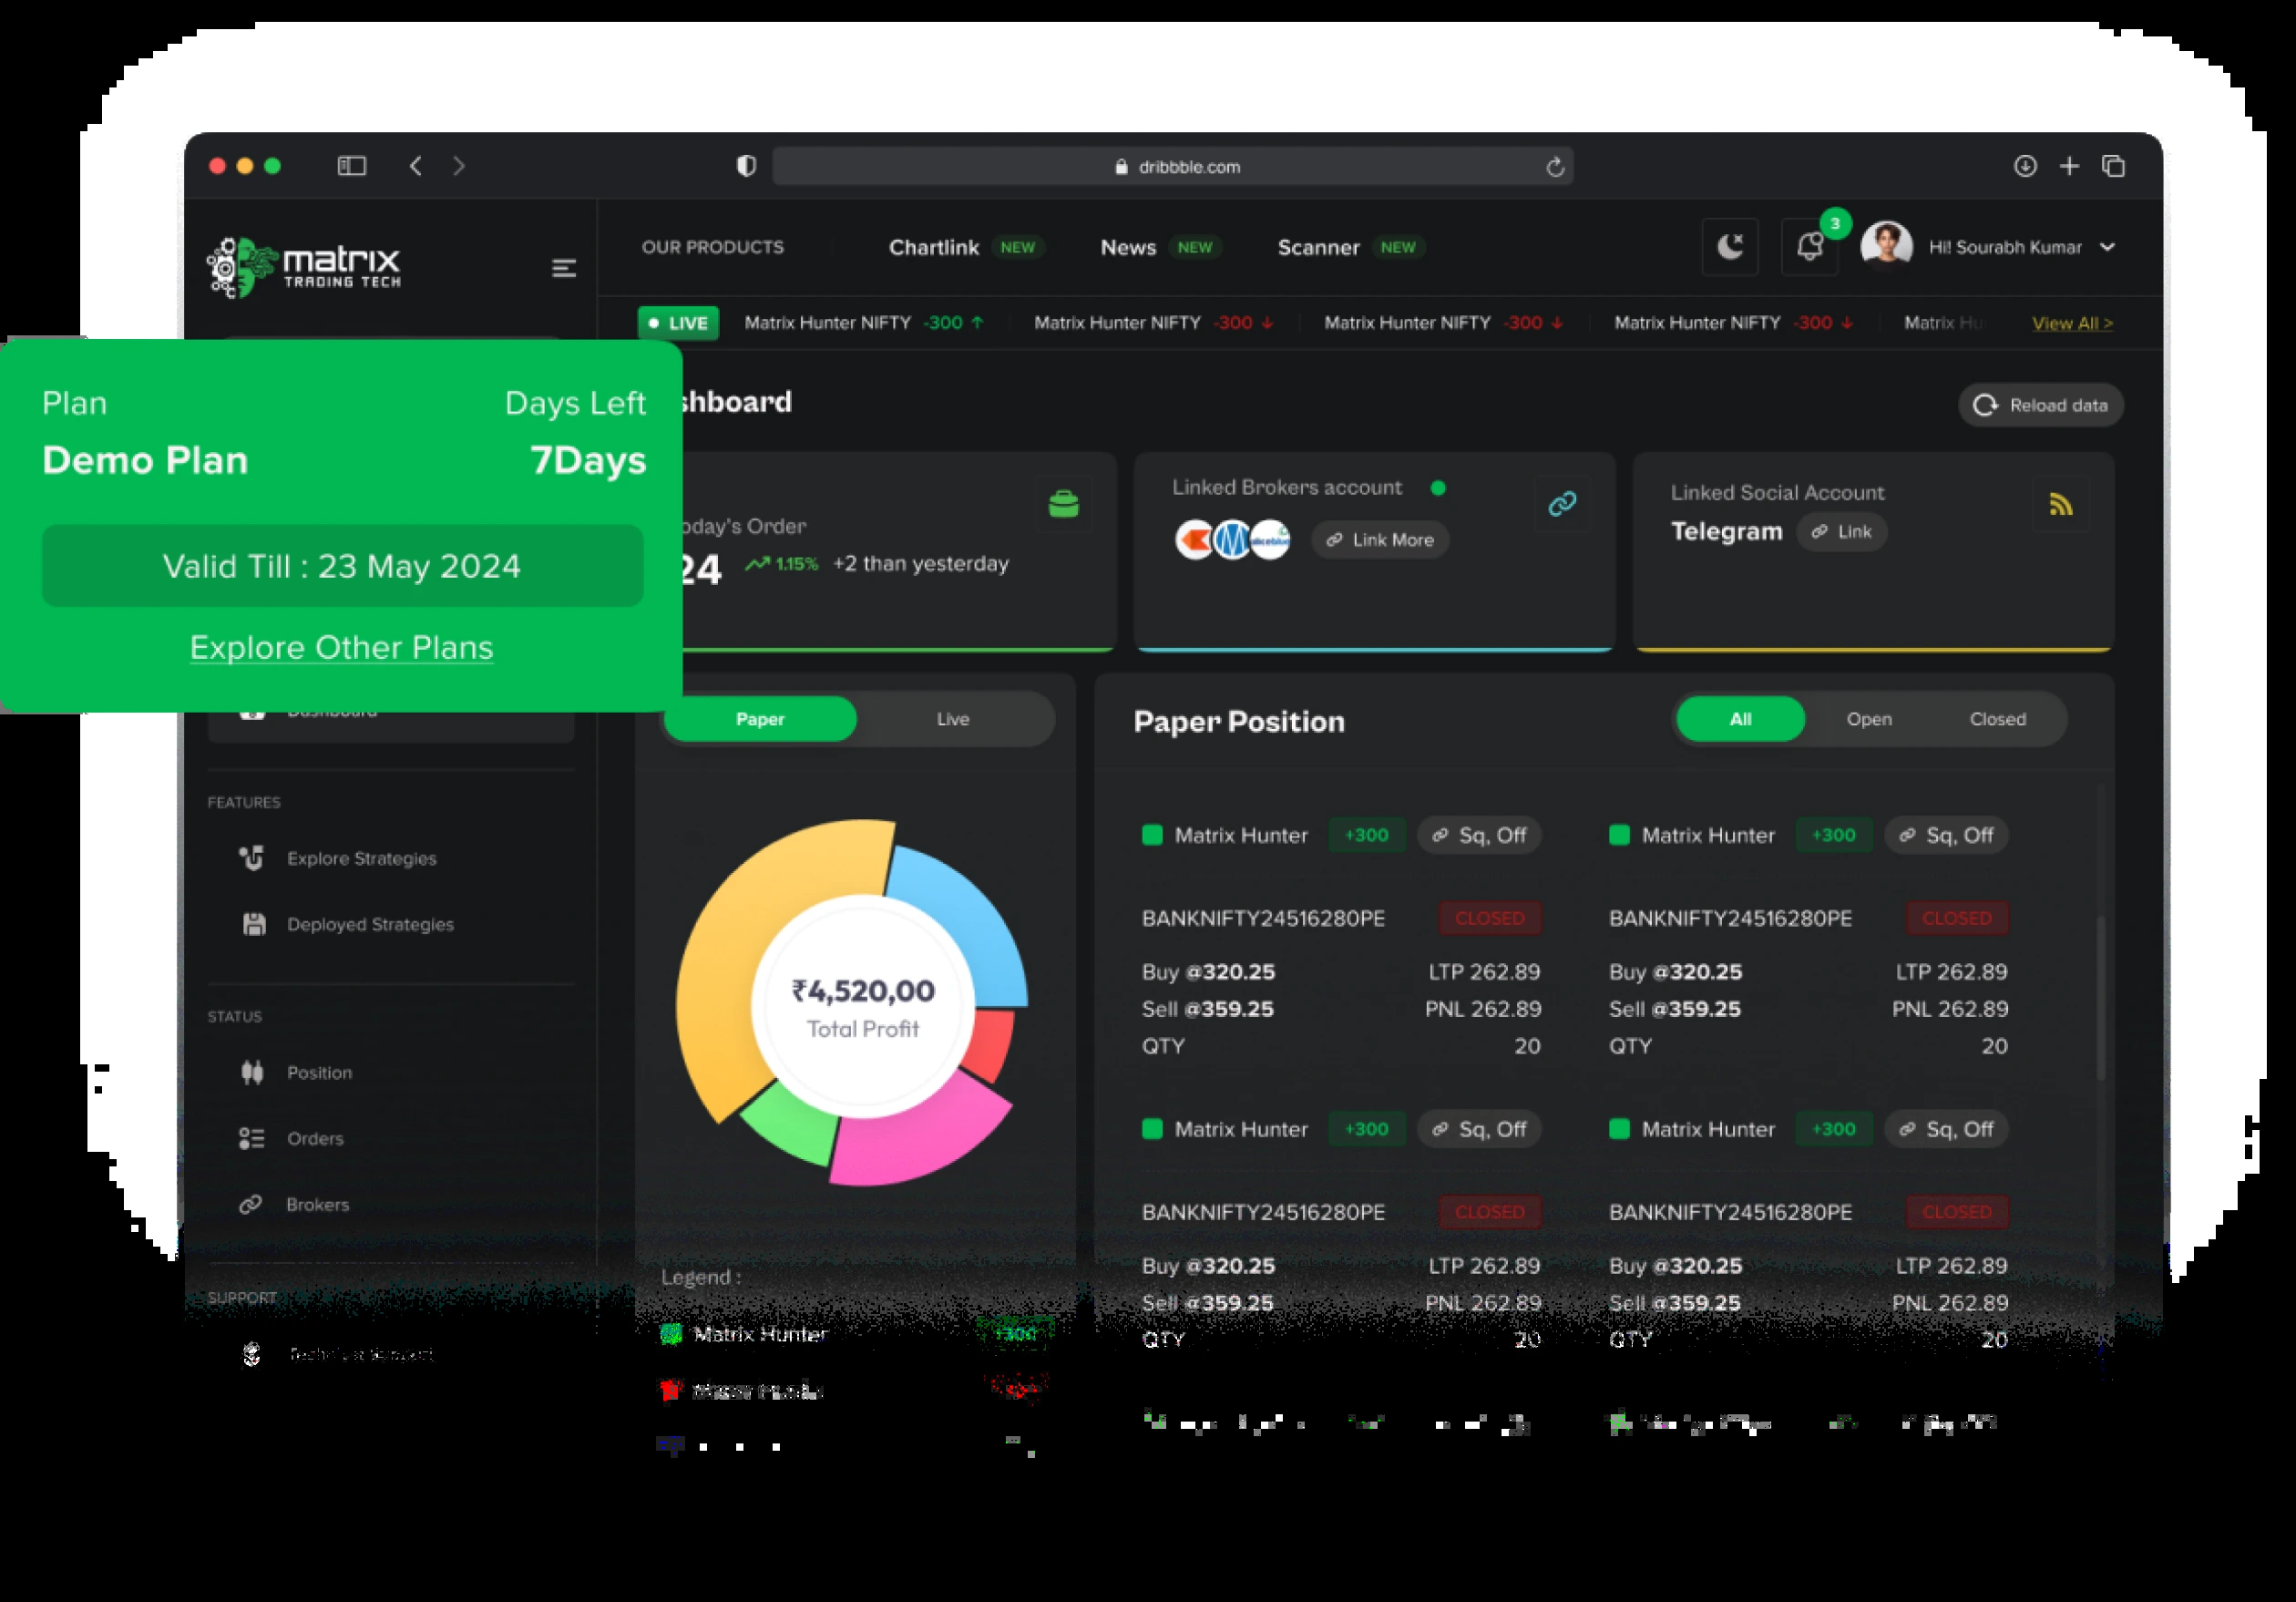 dribbble.com
matrix
TRADING TECH
OUR PRODUCTS
Chartlink NEW
News NEW
Scanner NEW
3
Hi! Sourabh Kumar
LIVE
Matrix Hunter NIFTY -300
Matrix Hunter NIFTY -300
Matrix Hunter NIFTY -300
Matrix Hunter NIFTY -300
Matrix Hu
View All >
Plan
Days Left
Demo Plan
7Days
Valid Till : 23 May 2024
Explore Other Plans
shboard
Reload data
oday's Order
24 1.15% +2 than yesterday
Linked Brokers account
aliceblue
Link More
Linked Social Account
Telegram Link
Dashboard
FEATURES
Explore Strategies
Deployed Strategies
STATUS
Position
Orders
Brokers
SUPPORT
Paper Live
₹4,520,00
Total Profit
Legend :
Matrix Hunter +300
Paper Position
All Open Closed
Matrix Hunter +300 Sq, Off
BANKNIFTY24516280PE CLOSED
Buy @320.25 LTP 262.89
Sell @359.25 PNL 262.89
QTY 20
Matrix Hunter +300 Sq, Off
BANKNIFTY24516280PE CLOSED
Buy @320.25 LTP 262.89
Sell @359.25 PNL 262.89
QTY 20
Matrix Hunter +300 Sq, Off
BANKNIFTY24516280PE CLOSED
Buy @320.25 LTP 262.89
Sell @359.25 PNL 262.89
QTY 20
Matrix Hunter +300 Sq, Off
BANKNIFTY24516280PE CLOSED
Buy @320.25 LTP 262.89
Sell @359.25 PNL 262.89
QTY 20